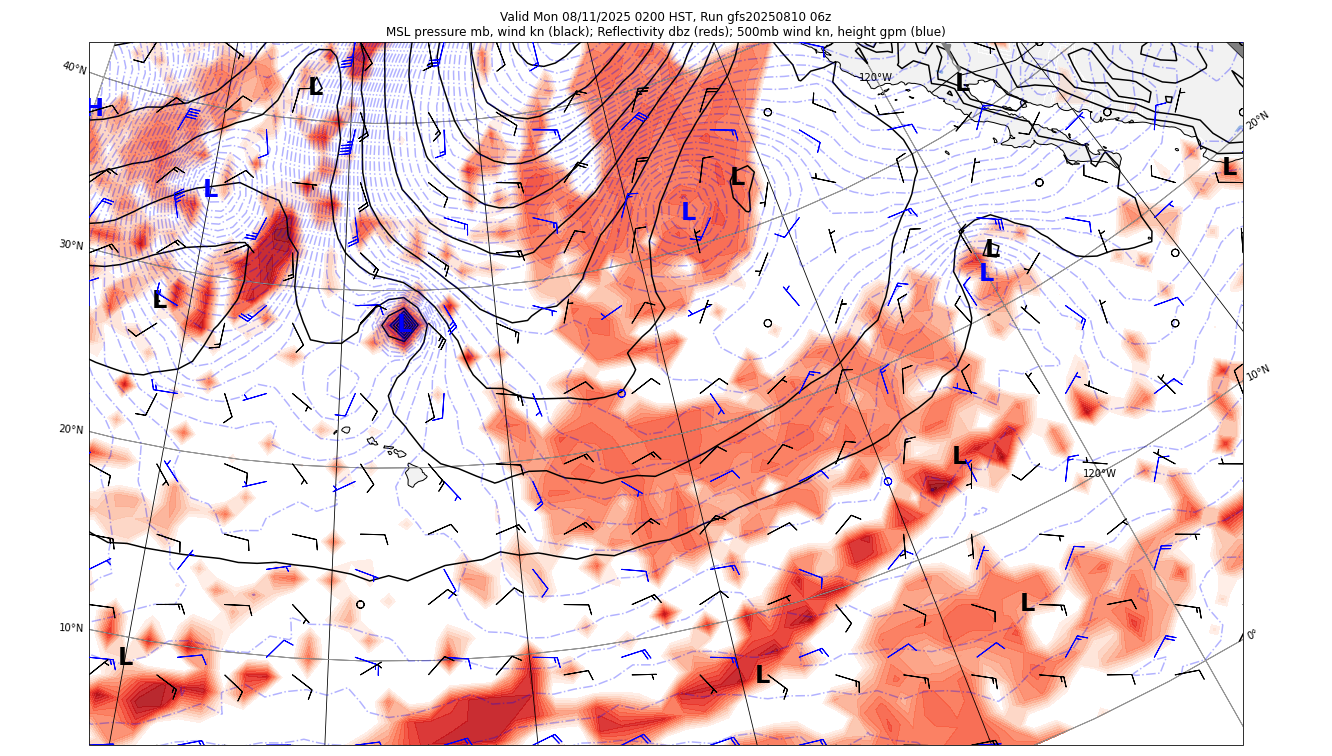 Valid Mon 08/11/2025 0200 HST, Run gfs20250810 06z
MSL pressure mb, wind kn (black); Reflectivity dbz (reds); 500mb wind kn, height gpm (blue)
40°N
120°W
L
L
H
20°N
L
L
L
L
30°N
L
L
L
10°N
20°N
L
120°W
10°N
L
0°
L
L